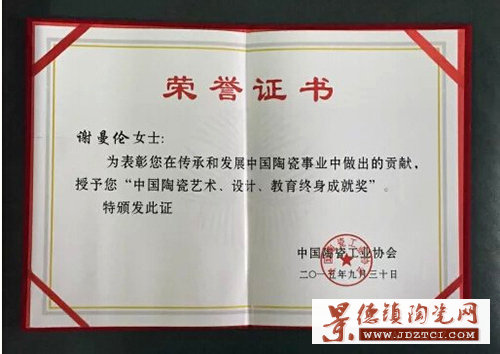 荣誉证书
谢曼伦女士：
为表彰您在传承和发展中国陶瓷事业中做出的贡献，
授予您“中国陶瓷艺术、设计、教育终身成就奖”。
特颁发此证
中国陶瓷工业协会
二〇一五年九月三十日
景德镇陶瓷网
WWW.JDZTCI.COM